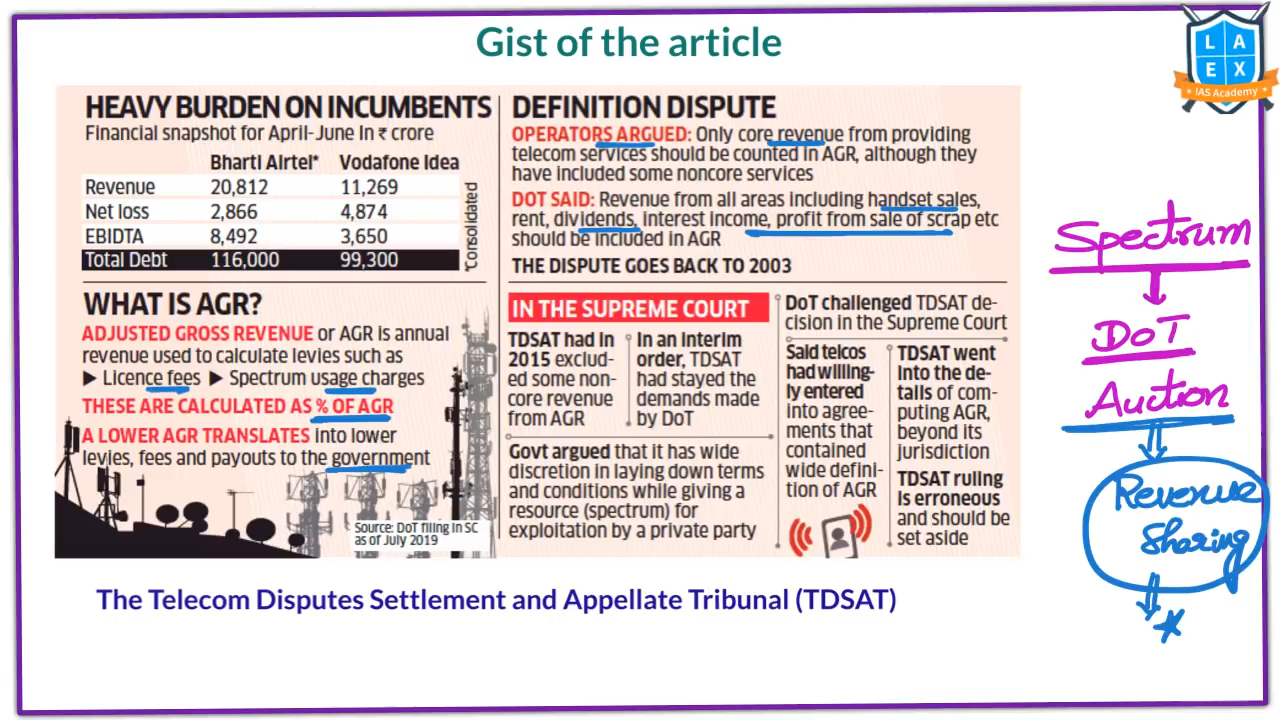 Gist of the article
L A
E X
IAS Academy
HEAVY BURDEN ON INCUMBENTS
Financial snapshot for April-June In ₹ crore
Bharti Airtel* Vodafone Idea
Revenue 20,812 11,269
Net loss 2,866 4,874
EBIDTA 8,492 3,650
Total Debt 116,000 99,300
*Consolidated
WHAT IS AGR?
ADJUSTED GROSS REVENUE or AGR is annual
revenue used to calculate levies such as
▶ Licence fees ▶ Spectrum usage charges
THESE ARE CALCULATED AS % OF AGR
A LOWER AGR TRANSLATES into lower
levies, fees and payouts to the government
Source: DoT filing in SC
as of July 2019
DEFINITION DISPUTE
OPERATORS ARGUED: Only core revenue from providing
telecom services should be counted in AGR, although they
have included some noncore services
DOT SAID: Revenue from all areas including handset sales,
rent, dividends, interest income, profit from sale of scrap etc
should be included in AGR
THE DISPUTE GOES BACK TO 2003
IN THE SUPREME COURT
TDSAT had in
2015 exclud-
ed some non-
core revenue
from AGR
In an interim
order, TDSAT
had stayed the
demands made
by DoT
Govt argued that it has wide
discretion in laying down terms
and conditions while giving a
resource (spectrum) for
exploitation by a private party
DoT challenged TDSAT de-
cision in the Supreme Court
Said telcos
had willing-
ly entered
into agree-
ments that
contained
wide defini-
tion of AGR
TDSAT went
into the de-
tails of com-
puting AGR,
beyond its
jurisdiction
TDSAT ruling
is erroneous
and should be
set aside
The Telecom Disputes Settlement and Appellate Tribunal (TDSAT)
Spectrum
DoT
Auction
Revenue
Sharing